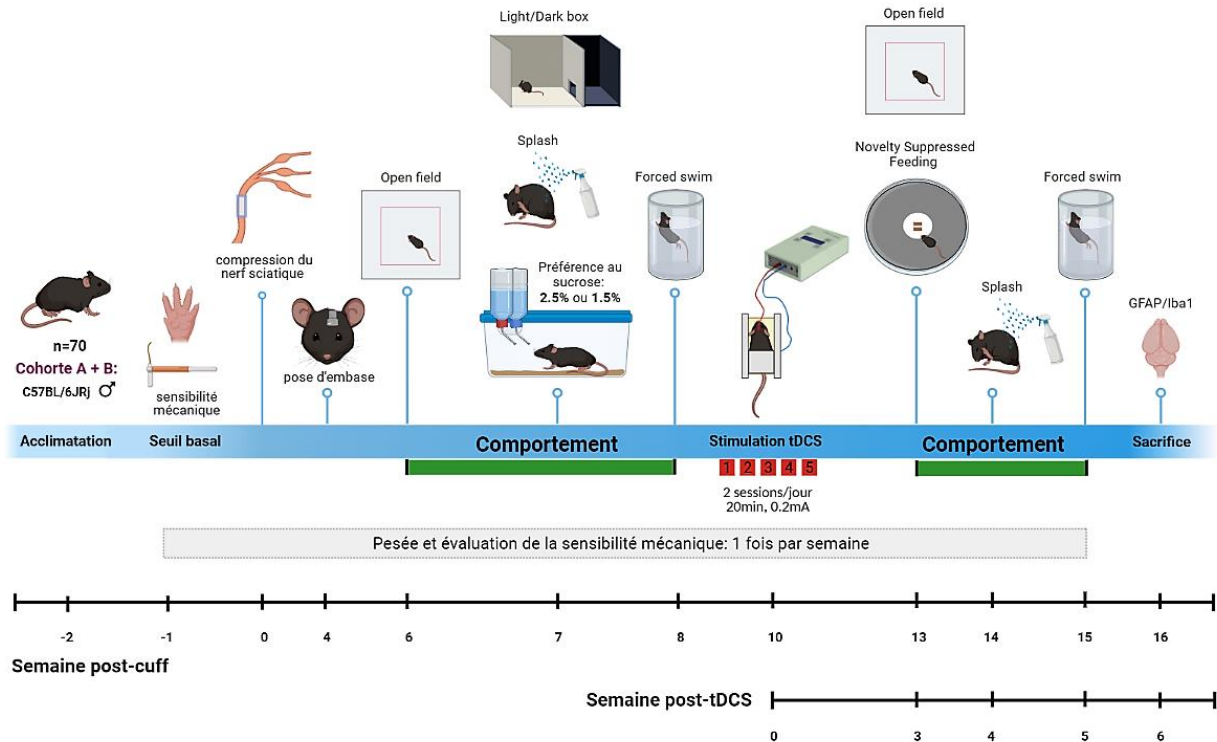 Light/Dark box
Open field
Splash
Novelty Suppressed
Feeding
Open field
Forced swim
Forced swim
compression du
nerf sciatique
Préférence au
sucrose:
2.5% ou 1.5%
Splash
GFAP/Iba1
n=70
Cohorte A + B:
C57BL/6JRj ♂
sensibilité
mécanique
pose d'embase
Acclimatation
Seuil basal
Comportement
Stimulation tDCS
Comportement
Sacrifice
1 2 3 4 5
2 sessions/jour
20min, 0.2mA
Pesée et évaluation de la sensibilité mécanique: 1 fois par semaine
-2 -1 0 4 6 7 8 10 13 14 15 16
Semaine post-cuff
Semaine post-tDCS
0 3 4 5 6